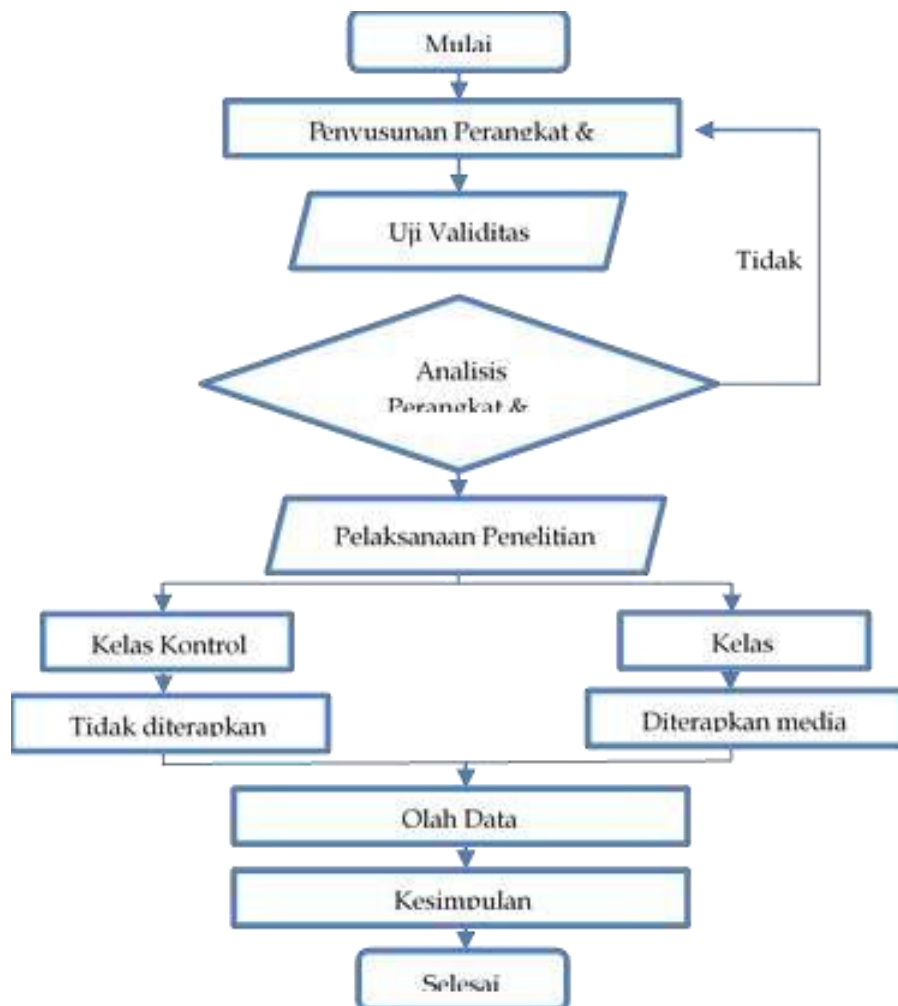 Mulai
Penyusunan Perangkat &
Uji Validitas
Tidak
Analisis
Perangkat &
Pelaksanaan Penelitian
Kelas Kontrol
Kelas
Tidak diterapkan
Diterapkan media
Olah Data
Kesimpulan
Selesai